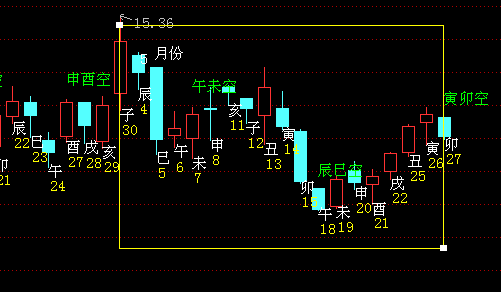 15.36
5 月份
申酉空
午未空
寅卯空
辰巳空
空
卯
21
辰
22
巳
23
午
24
酉
27
戌
28
亥
29
子
30
辰
4
巳
5
午
6
未
7
申
8
亥
11
子
12
丑
13
寅
14
卯
15
午
18
未
19
申
20
酉
21
戌
22
丑
25
寅
26
卯
27